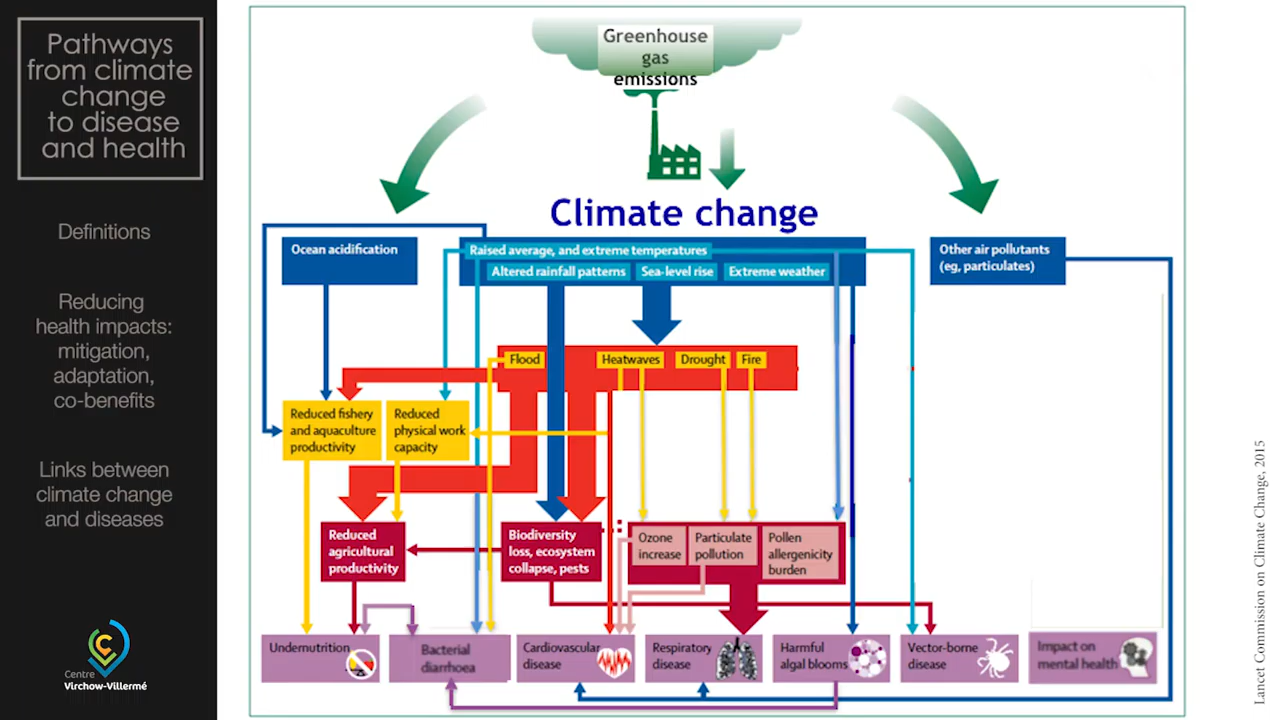 Pathways
from climate
change
to disease
and health
Definitions
Reducing
health impacts:
mitigation,
adaptation,
co-benefits
Links between
climate change
and diseases
Centre
Virchow-Villermé
Greenhouse
gas
emissions
Climate change
Ocean acidification
Raised average, and extreme temperatures
Altered rainfall patterns
Sea-level rise
Extreme weather
Other air pollutants
(eg, particulates)
Flood
Heatwaves
Drought
Fire
Reduced fishery
and aquaculture
productivity
Reduced
physical work
capacity
Reduced
agricultural
productivity
Biodiversity
loss, ecosystem
collapse, pests
Ozone
increase
Particulate
pollution
Pollen
allergenicity
burden
Undernutrition
Bacterial
diarrhoea
Cardiovascular
disease
Respiratory
disease
Harmful
algal blooms
Vector-borne
disease
Impact on
mental health
Lancet Commission on Climate Change, 2015